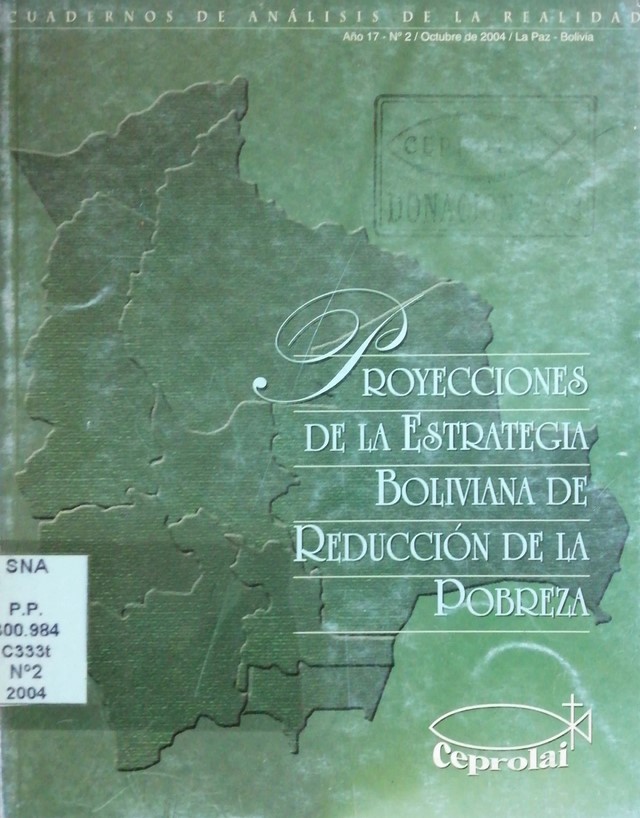 CUADERNOS DE ANÁLISIS DE LA REALIDAD
Año 17 - Nº 2 / Octubre de 2004 / La Paz - Bolivia
PROYECCIONES
DE LA ESTRATEGIA
BOLIVIANA DE
REDUCCIÓN DE LA
POBREZA
SNA
P.P.
300.984
C333t
Nº2
2004
Ceprolai